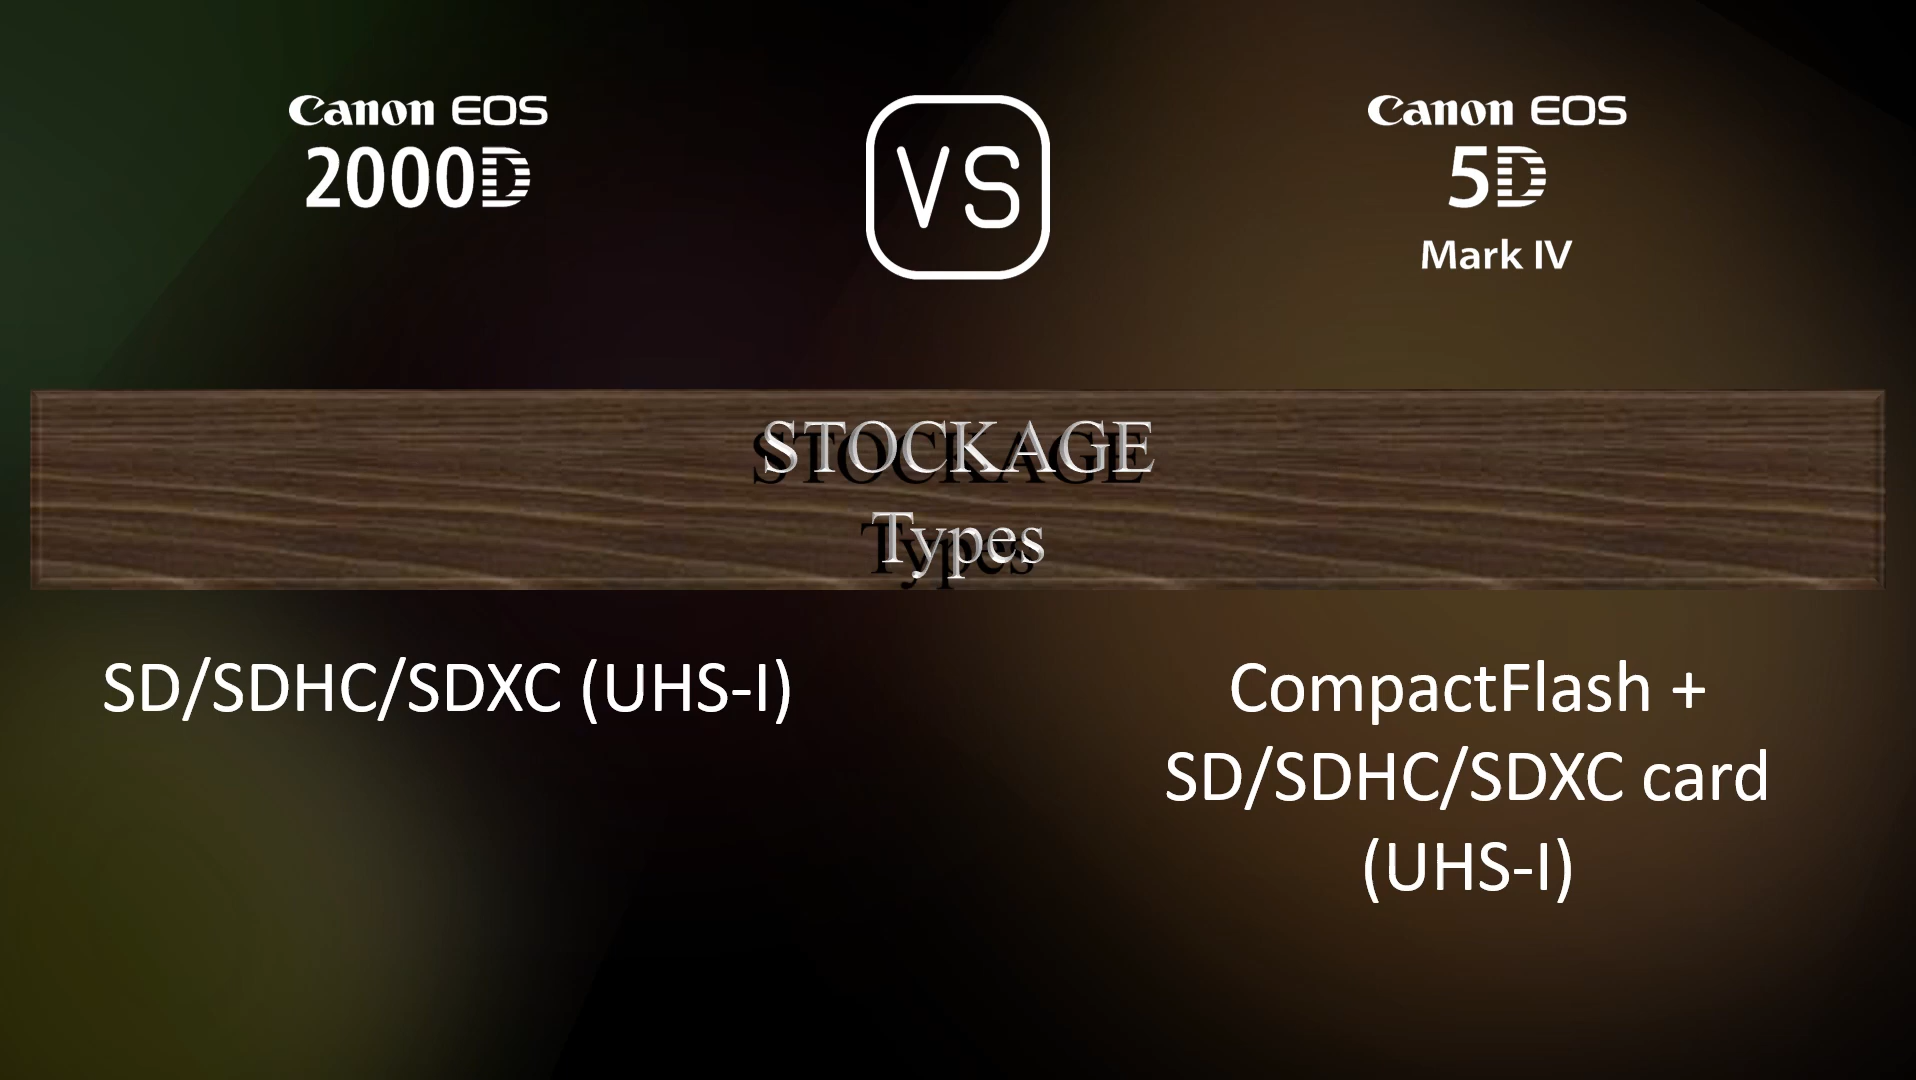 Canon EOS
2000D
VS
Canon EOS
5D
Mark IV
STOCKAGE
Types
SD/SDHC/SDXC (UHS-I)
CompactFlash +
SD/SDHC/SDXC card
(UHS-I)